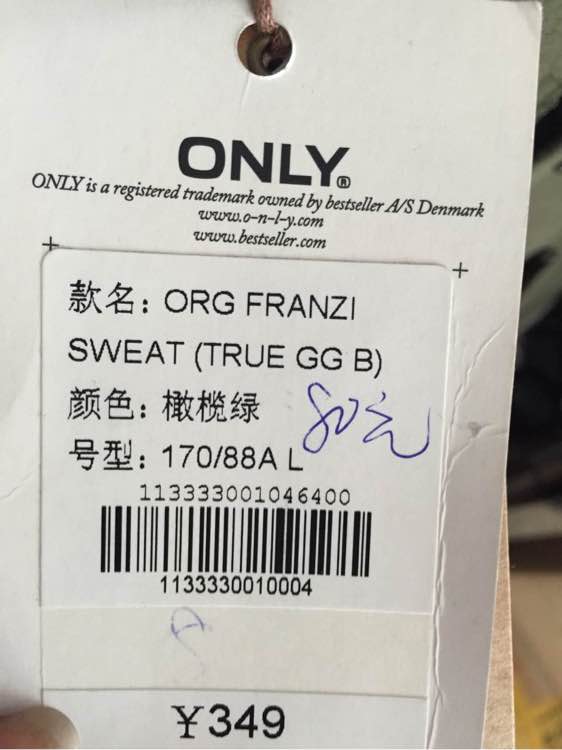 ONLY®
ONLY is a registered trademark owned by bestseller A/S Denmark
www.o-n-l-y.com
www.bestseller.com
款名：ORG FRANZI
SWEAT (TRUE GG B)
颜色：橄榄绿
80元
号型：170/88A L
113333001046400
1133330010004
￥349